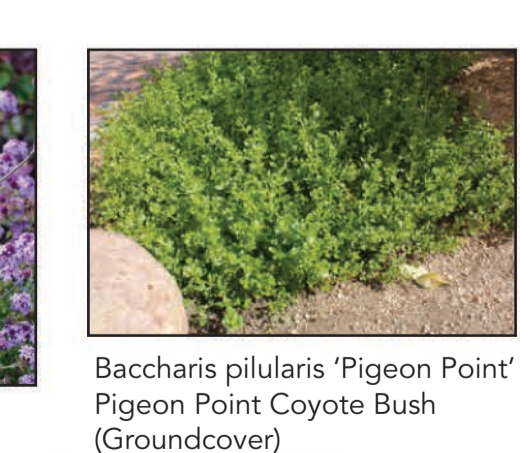 Baccharis pilularis ‘Pigeon Point’
Pigeon Point Coyote Bush
(Groundcover)